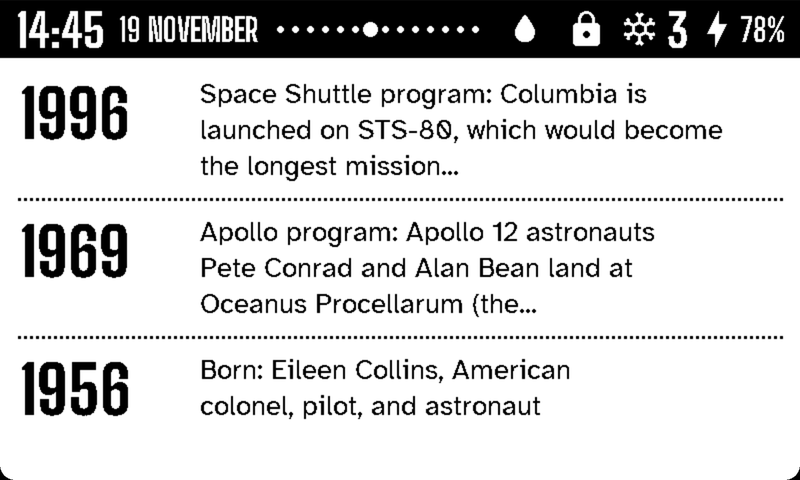 14:45 19 NOVEMBER 3 78%
1996
Space Shuttle program: Columbia is
launched on STS-80, which would become
the longest mission...
1969
Apollo program: Apollo 12 astronauts
Pete Conrad and Alan Bean land at
Oceanus Procellarum (the...
1956
Born: Eileen Collins, American
colonel, pilot, and astronaut